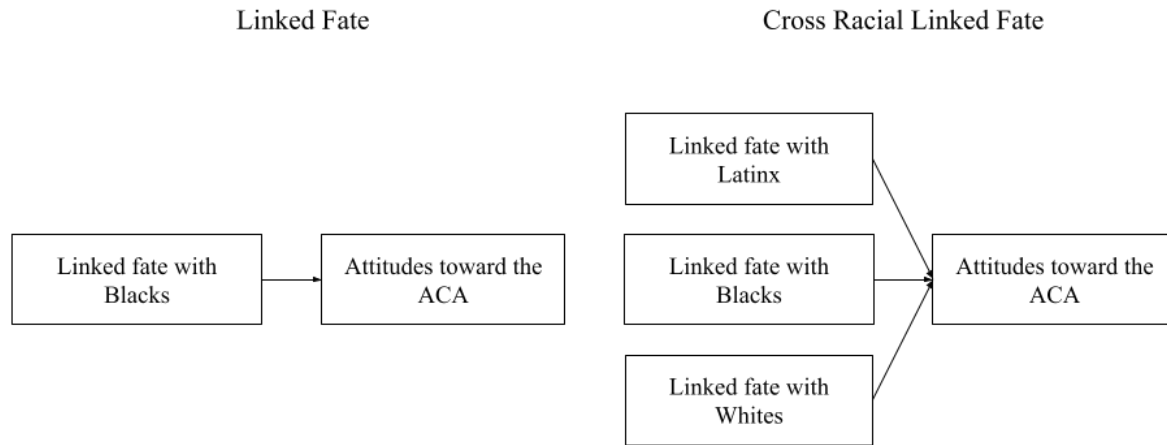 Linked Fate
Linked fate with
Blacks
Attitudes toward the
ACA
Cross Racial Linked Fate
Linked fate with
Latinx
Linked fate with
Blacks
Linked fate with
Whites
Attitudes toward the
ACA